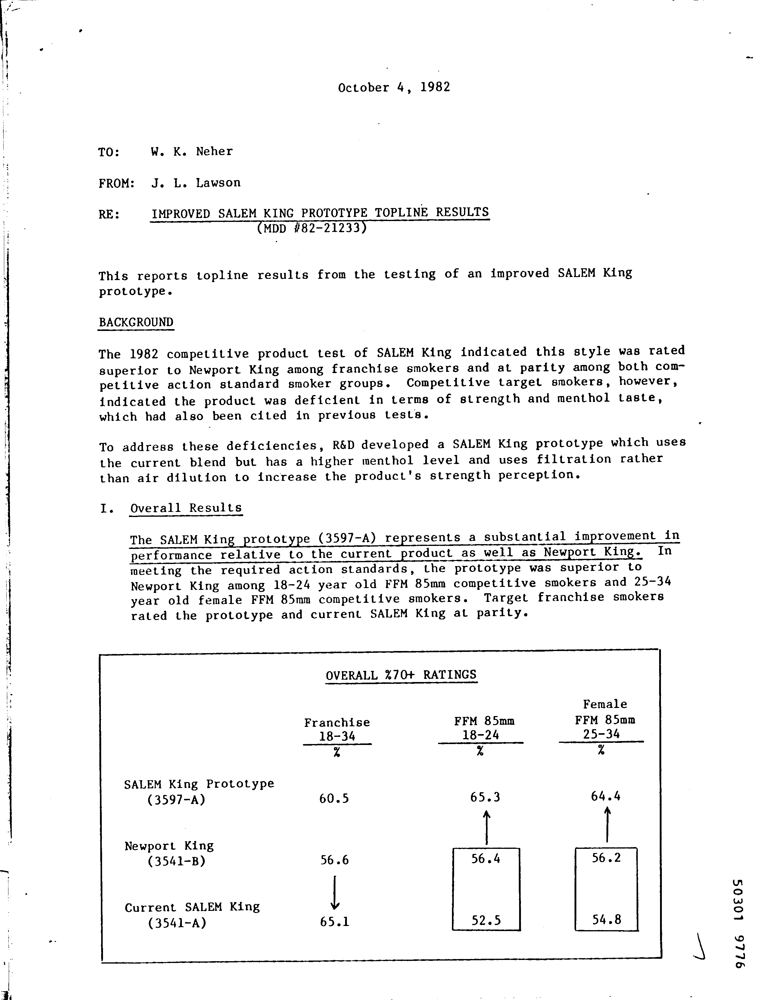 October 4, 1982
TO: W. K. Neher
FROM: J. L. Lawson
RE: IMPROVED SALEM KING PROTOTYPE TOPLINE RESULTS
(MDD #82-21233)
This reports topline results from the testing of an improved SALEM King
prototype.
BACKGROUND
The 1982 competitive product test of SALEM King indicated this style was rated
superior to Newport King among franchise smokers and at parity among both com-
petitive action standard smoker groups. Competitive target smokers, however,
indicated the product was deficient in terms of strength and menthol taste,
which had also been cited in previous tests.
To address these deficiencies, R&D developed a SALEM King prototype which uses
the current blend but has a higher menthol level and uses filtration rather
than air dilution to increase the product's strength perception.
I. Overall Results
The SALEM King prototype (3597-A) represents a substantial improvement in
performance relative to the current product as well as Newport King. In
meeting the required action standards, the prototype was superior to
Newport King among 18-24 year old FFM 85mm competitive smokers and 25-34
year old female FFM 85mm competitive smokers. Target franchise smokers
rated the prototype and current SALEM King at parity.
OVERALL %70+ RATINGS
Female
Franchise FFM 85mm FFM 85mm
18-34 18-24 25-34
% % %
SALEM King Prototype
(3597-A) 60.5 65.3 64.4
Newport King
(3541-B) 56.6 56.4 56.2
Current SALEM King
(3541-A) 65.1 52.5 54.8
50301 9776